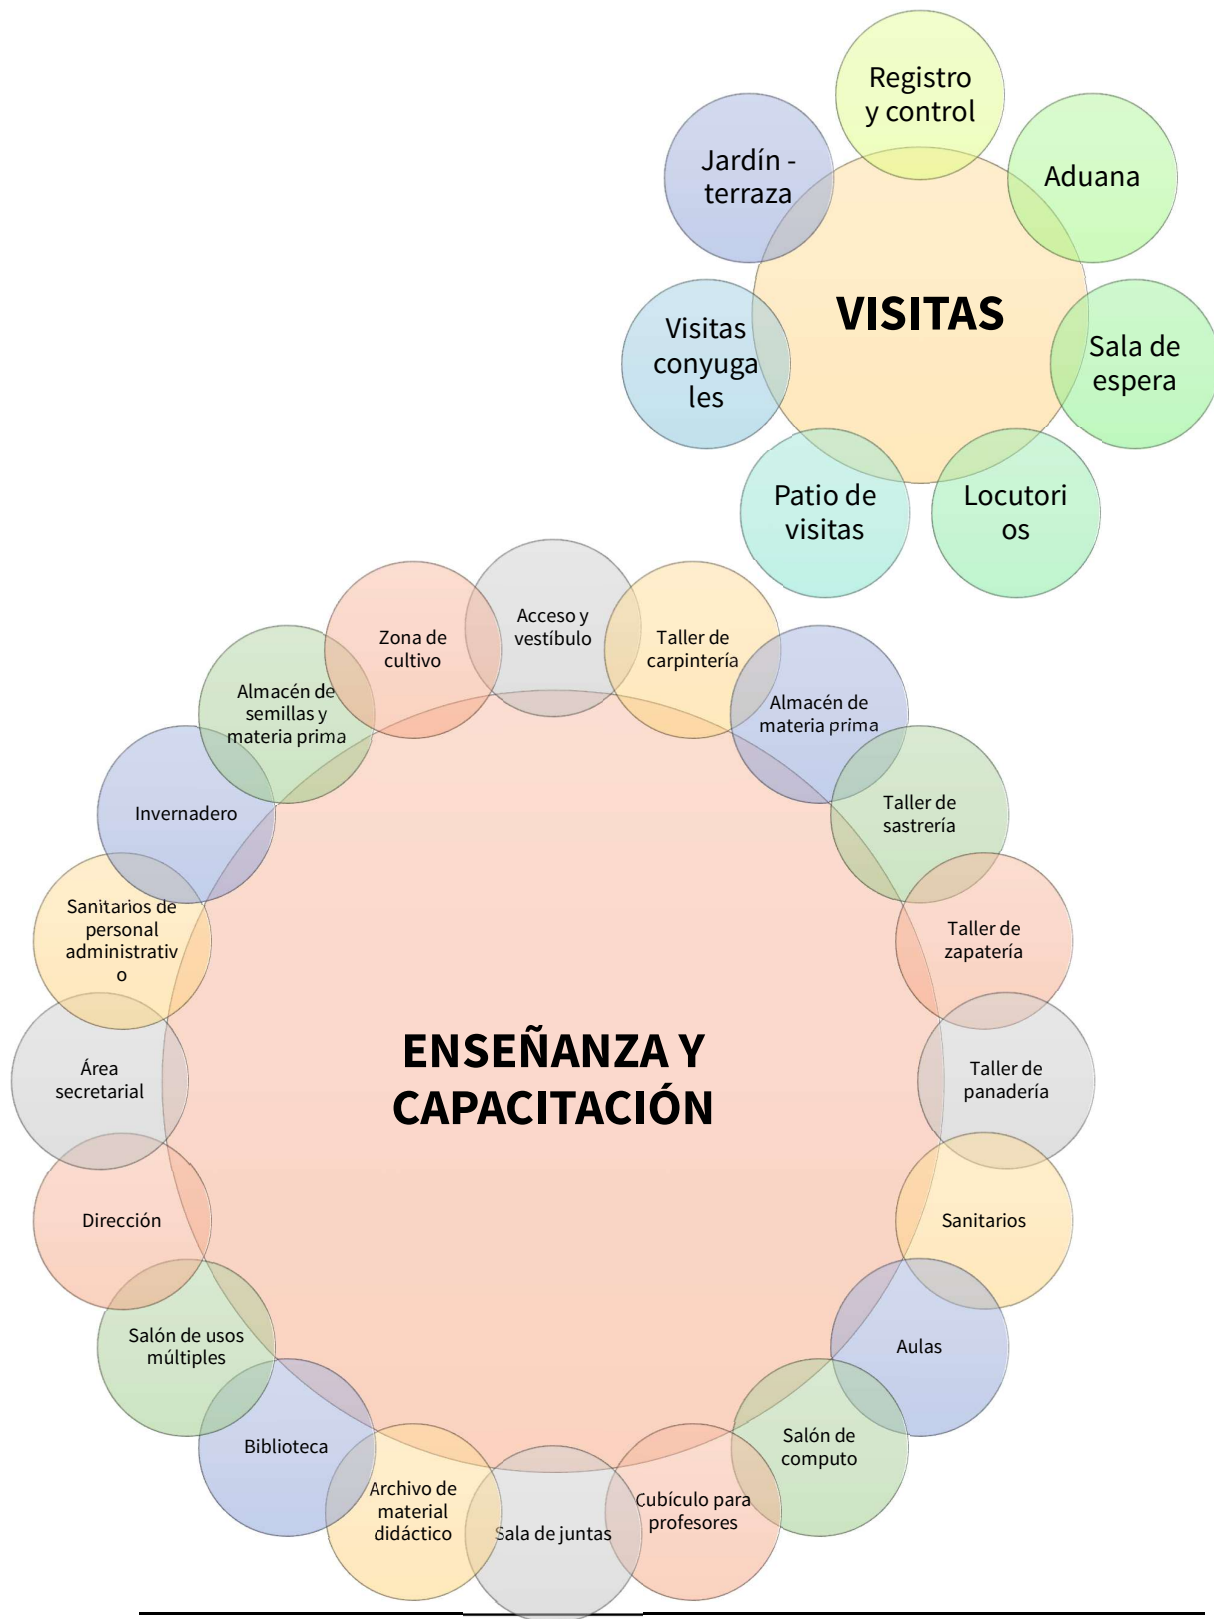 Registro
y control
Aduana
Sala de
espera
Locutori
os
Patio de
visitas
Visitas
conyuga
les
Jardín -
terraza
VISITAS
Acceso y
vestíbulo
Taller de
carpintería
Almacén de
materia prima
Taller de
sastrería
Taller de
zapatería
Taller de
panadería
Sanitarios
Aulas
Salón de
computo
Cubículo para
profesores
Sala de juntas
Archivo de
material
didáctico
Biblioteca
Salón de usos
múltiples
Dirección
Área
secretarial
Sanitarios de
personal
administrativ
o
Invernadero
Almacén de
semillas y
materia prima
Zona de
cultivo
ENSEÑANZA Y
CAPACITACIÓN